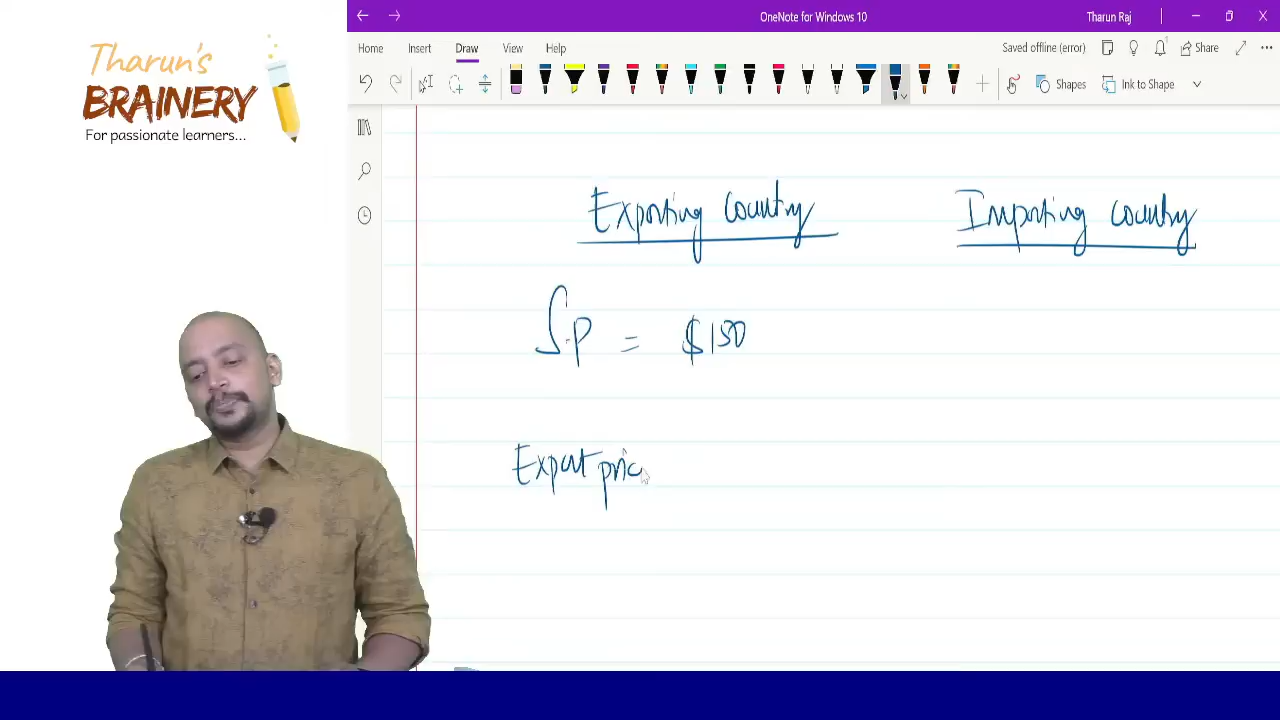 Tharun's
BRAINERY
For passionate learners...
OneNote for Windows 10
Tharun Raj
Home Insert Draw View Help
Saved offline (error)
Share
Shapes
Ink to Shape
Exporting Country
Importing Country
S.P = $150
Export pric